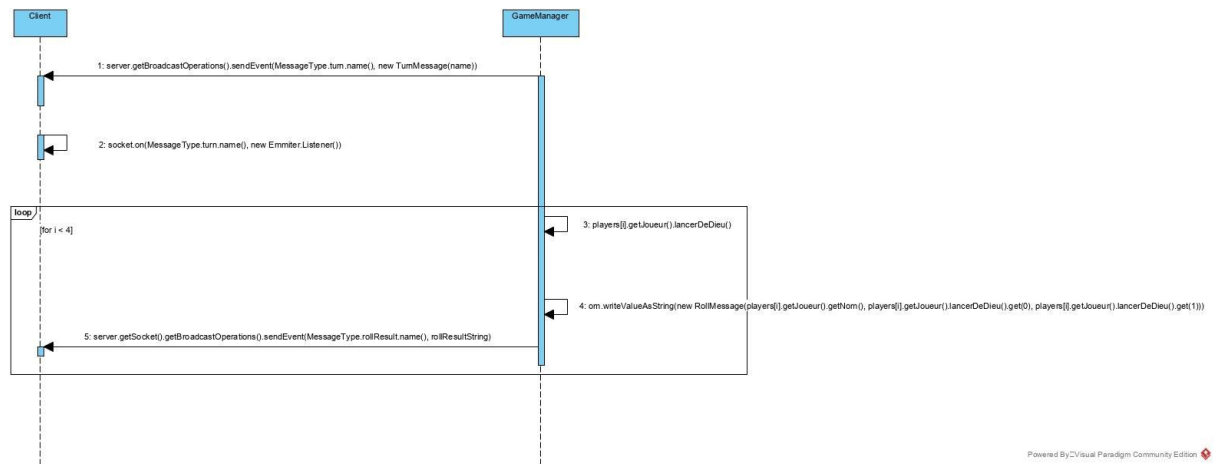 Client
GameManager
1: server.getBroadcastOperations().sendEvent(MessageType.turn.name(), new TurnMessage(name))
2: socket.on(MessageType.turn.name(), new Emmiter.Listener())
loop
[for i < 4]
3: players[i].getJoueur().lancerDeDieu()
4: om.writeValueAsString(new RollMessage(players[i].getJoueur().getNom(), players[i].getJoueur().lancerDeDieu().get(0), players[i].getJoueur().lancerDeDieu().get(1)))
5: server.getSocket().getBroadcastOperations().sendEvent(MessageType.rollResult.name(), rollResultString)
Powered By Visual Paradigm Community Edition